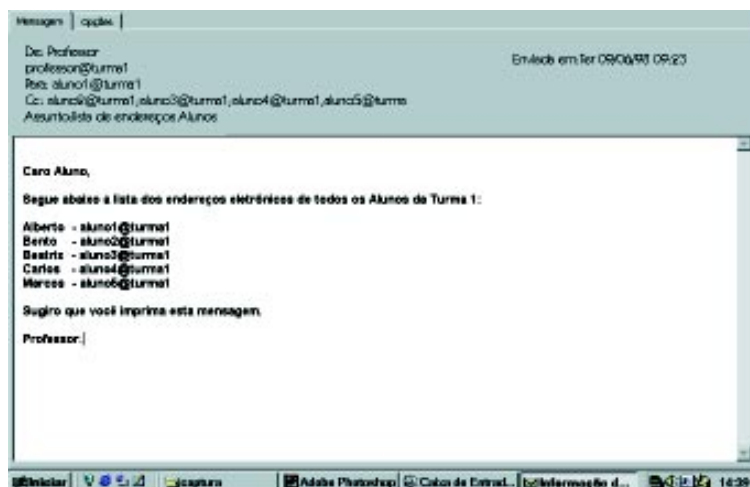 Mensagem opções
De: Professor
professor@turma1
Enviado em:Ter 09/06/98 09:23
Para: aluno1@turma1
Cc: aluno2@turma1;aluno3@turma1;aluno4@turma1;aluno5@turma
Assunto:lista de endereços Alunos
Caro Aluno,
Segue abaixo a lista dos endereços eletrônicos de todos os Alunos da Turma 1:
Alberto - aluno1@turma1
Bento - aluno2@turma1
Beatriz - aluno3@turma1
Carlos - aluno4@turma1
Marcos - aluno5@turma1
Sugiro que você imprima esta mensagem.
Professor.
Iniciar captura Adobe Photoshop Caixa de Entrad... Informação d... 14:39